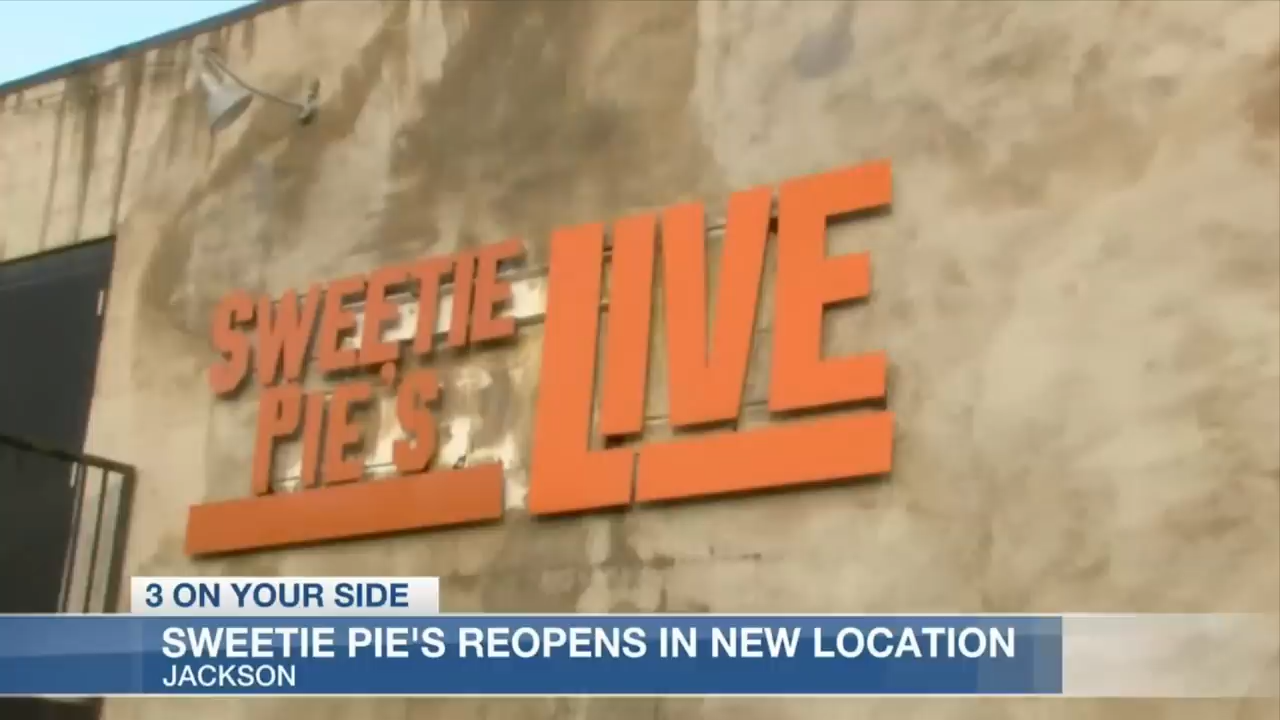 SWEETIE
PIE'S
LIVE
3 ON YOUR SIDE
SWEETIE PIE'S REOPENS IN NEW LOCATION
JACKSON